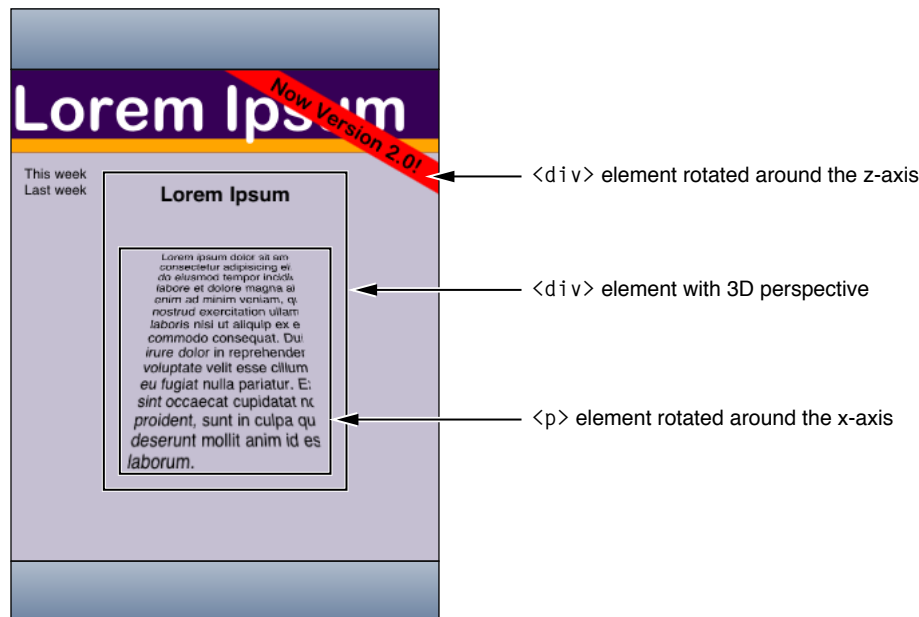 Lorem Ipsum
Now Version 2.0!
This week
Last week
Lorem Ipsum
Lorem ipsum dolor sit am
consectetur adipisicing el
do eiusmod tempor incidi
labore et dolore magna al
enim ad minim veniam, q
nostrud exercitation ullam
laboris nisi ut aliquip ex e
commodo consequat. Dui
irure dolor in reprehender
voluptate velit esse cillum
eu fugiat nulla pariatur. Ex
sint occaecat cupidatat no
proident, sunt in culpa qu
deserunt mollit anim id es
laborum.
<div> element rotated around the z-axis
<div> element with 3D perspective
<p> element rotated around the x-axis